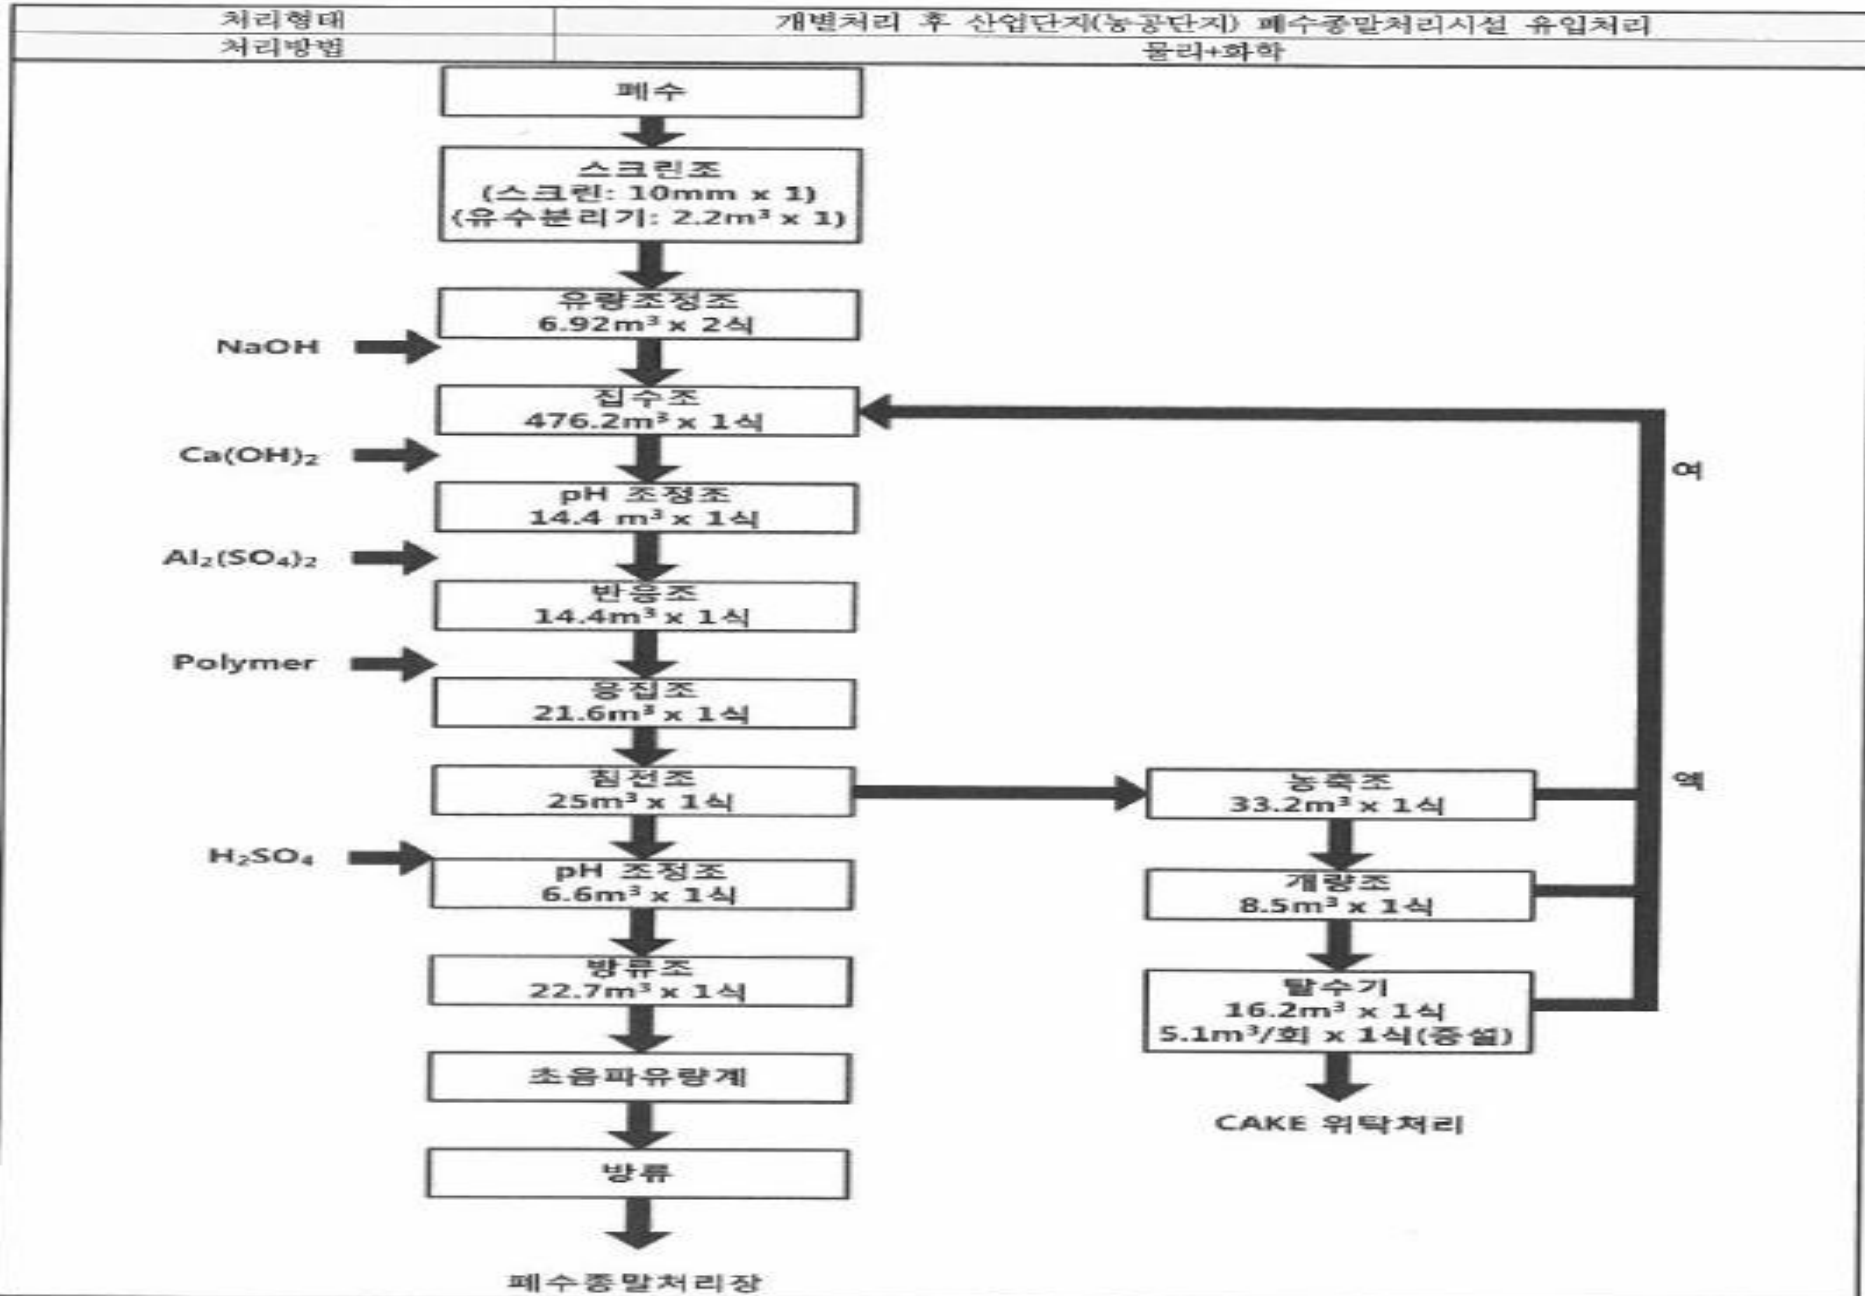 처리형태 개별처리 후 산업단지(농공단지) 폐수종말처리시설 유입처리
처리방법 물리+화학
폐수
스크린조
(스크린: 10mm x 1)
(유수분리기: 2.2m³ x 1)
유량조정조
6.92m³ x 2식
NaOH
집수조
476.2m³ x 1식
Ca(OH)₂
여
pH 조정조
14.4 m³ x 1식
Al₂(SO₄)₂
반응조
14.4m³ x 1식
Polymer
응집조
21.6m³ x 1식
침전조
25m³ x 1식
농축조
33.2m³ x 1식
액
H₂SO₄
pH 조정조
6.6m³ x 1식
개량조
8.5m³ x 1식
방류조
22.7m³ x 1식
탈수기
16.2m³ x 1식
5.1m³/회 x 1식(증설)
초음파유량계
CAKE 위탁처리
방류
폐수종말처리장